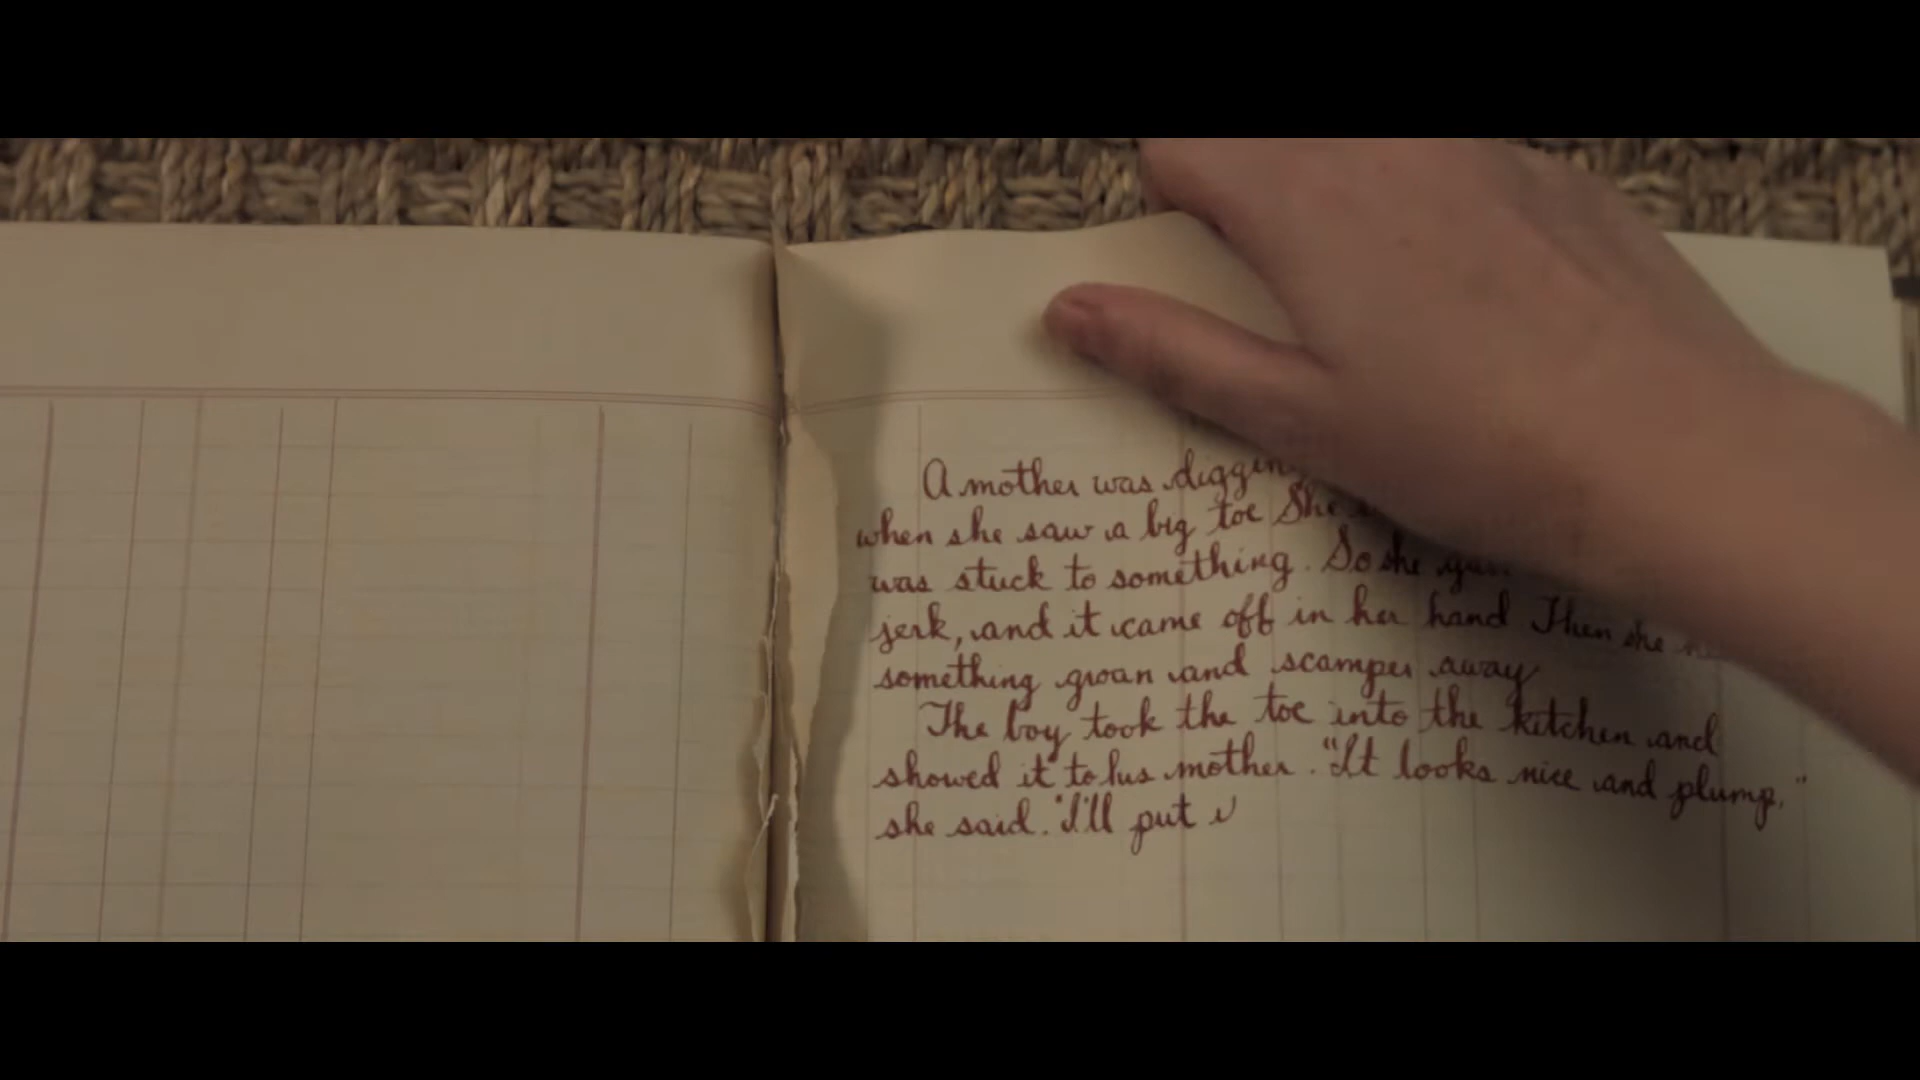 A mother was digging
when she saw a big toe She
was stuck to something. So she
jerk, and it came off in her hand Then she
something groan and scamper away
The boy took the toe into the kitchen and
showed it to his mother. "It looks nice and plump,"
she said. "I'll put